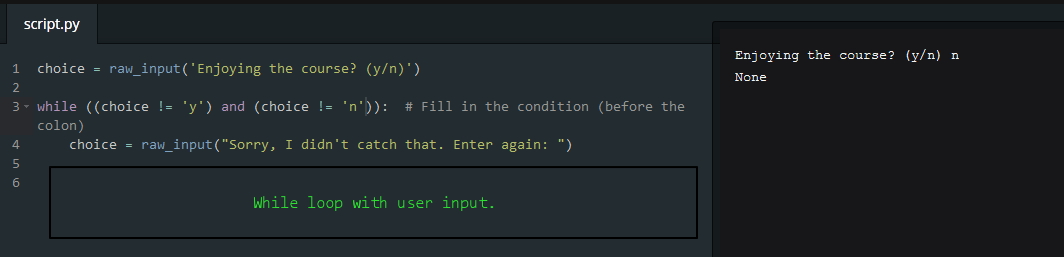 script.py
1 choice = raw_input('Enjoying the course? (y/n)')
2
3 while ((choice != 'y') and (choice != 'n')):  # Fill in the condition (before the
colon)
4     choice = raw_input("Sorry, I didn't catch that. Enter again: ")
5
6
While loop with user input.
Enjoying the course? (y/n) n
None